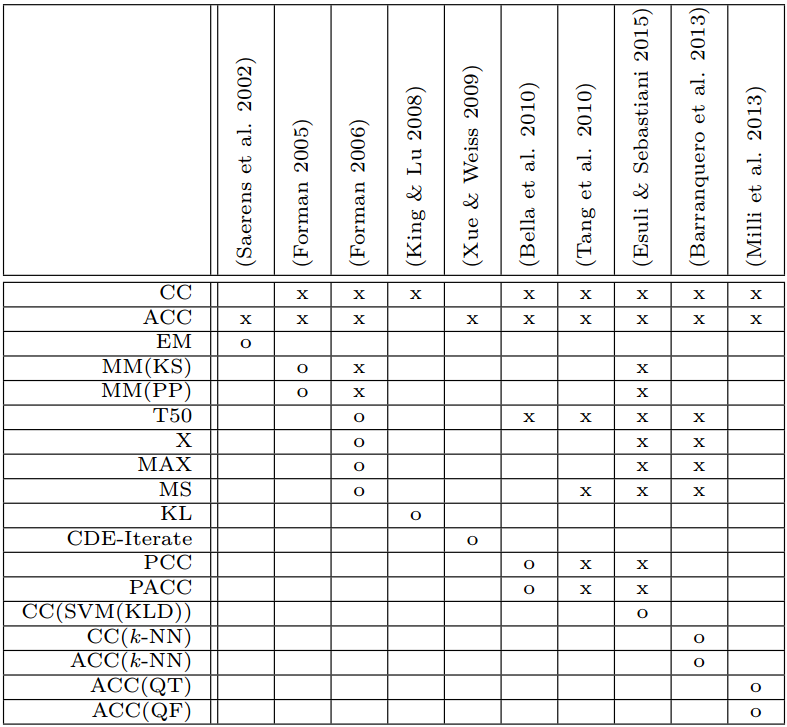 (Saerens et al. 2002) (Forman 2005) (Forman 2006) (King & Lu 2008) (Xue & Weiss 2009) (Bella et al. 2010) (Tang et al. 2010) (Esuli & Sebastiani 2015) (Barranquero et al. 2013) (Milli et al. 2013)
CC x x x x x x x x
ACC x x x x x x x x x
EM o
MM(KS) o x x
MM(PP) o x x
T50 o x x x x
X o x x
MAX o x x
MS o x x x
KL o
CDE-Iterate o
PCC o x x
PACC o x x
CC(SVM(KLD)) o
CC(k-NN) o
ACC(k-NN) o
ACC(QT) o
ACC(QF) o